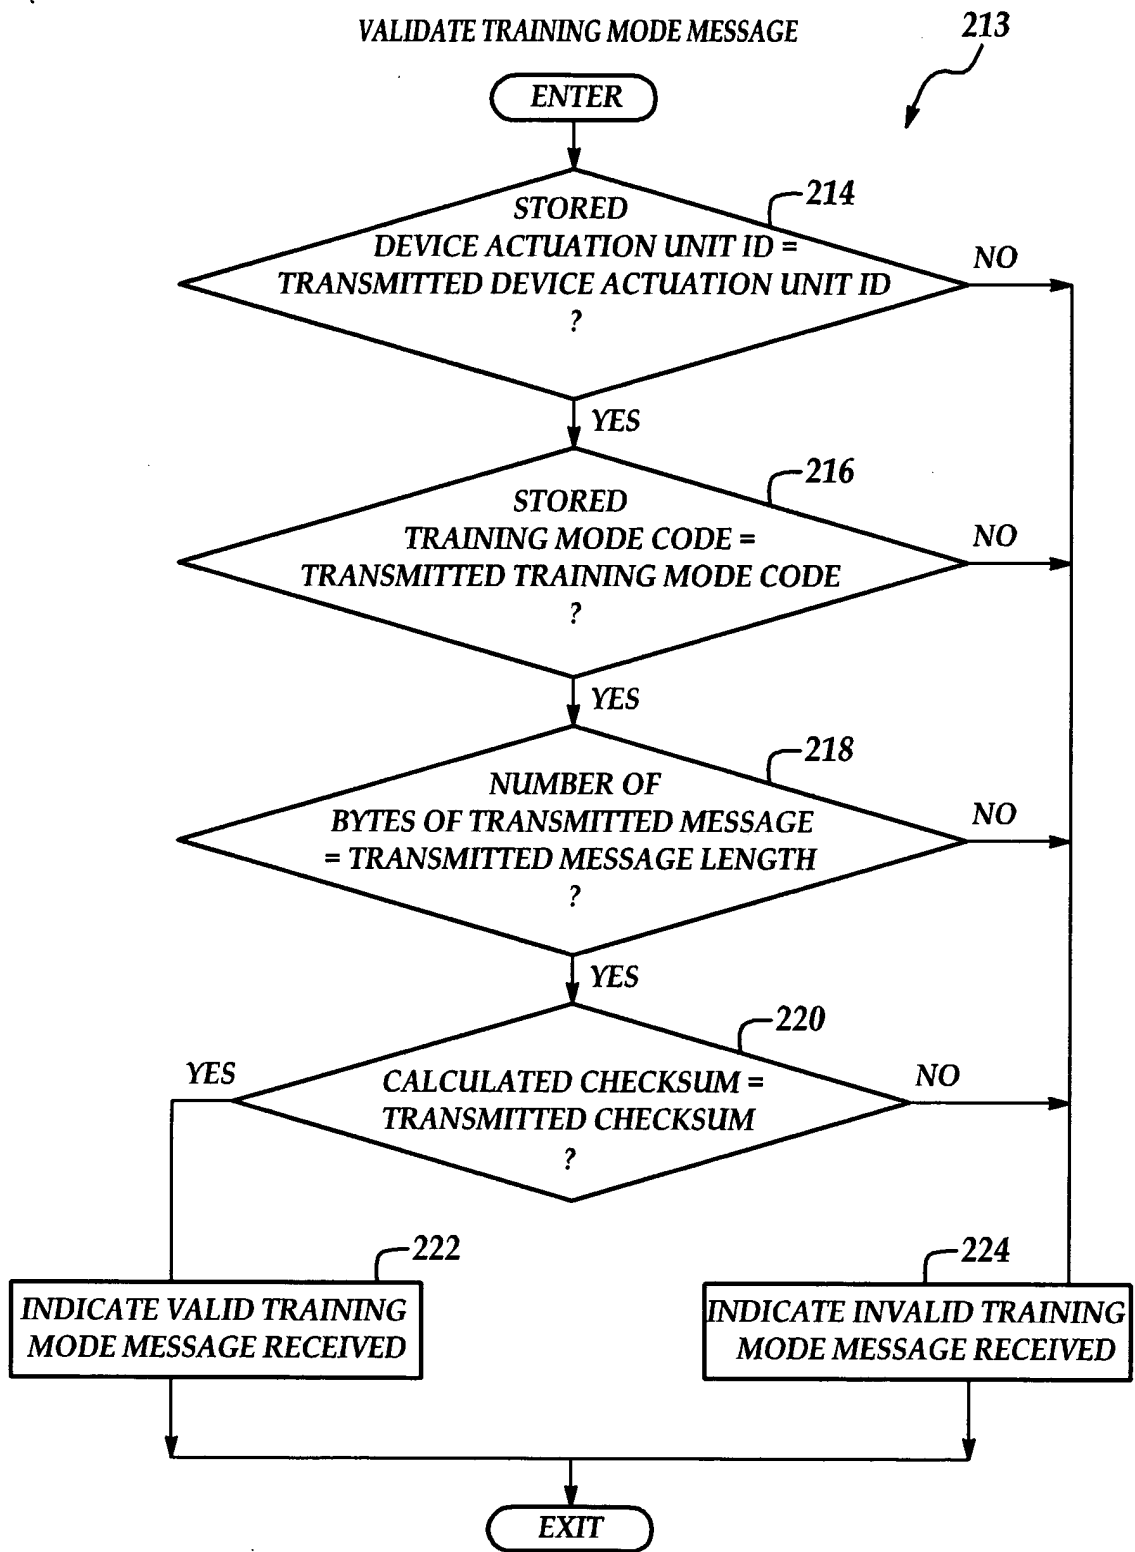 VALIDATE TRAINING MODE MESSAGE
213
ENTER
214
STORED
DEVICE ACTUATION UNIT ID =
TRANSMITTED DEVICE ACTUATION UNIT ID
?
NO
YES
216
STORED
TRAINING MODE CODE =
TRANSMITTED TRAINING MODE CODE
?
NO
YES
218
NUMBER OF
BYTES OF TRANSMITTED MESSAGE
= TRANSMITTED MESSAGE LENGTH
?
NO
YES
220
YES
CALCULATED CHECKSUM =
TRANSMITTED CHECKSUM
?
NO
222
INDICATE VALID TRAINING
MODE MESSAGE RECEIVED
224
INDICATE INVALID TRAINING
MODE MESSAGE RECEIVED
EXIT